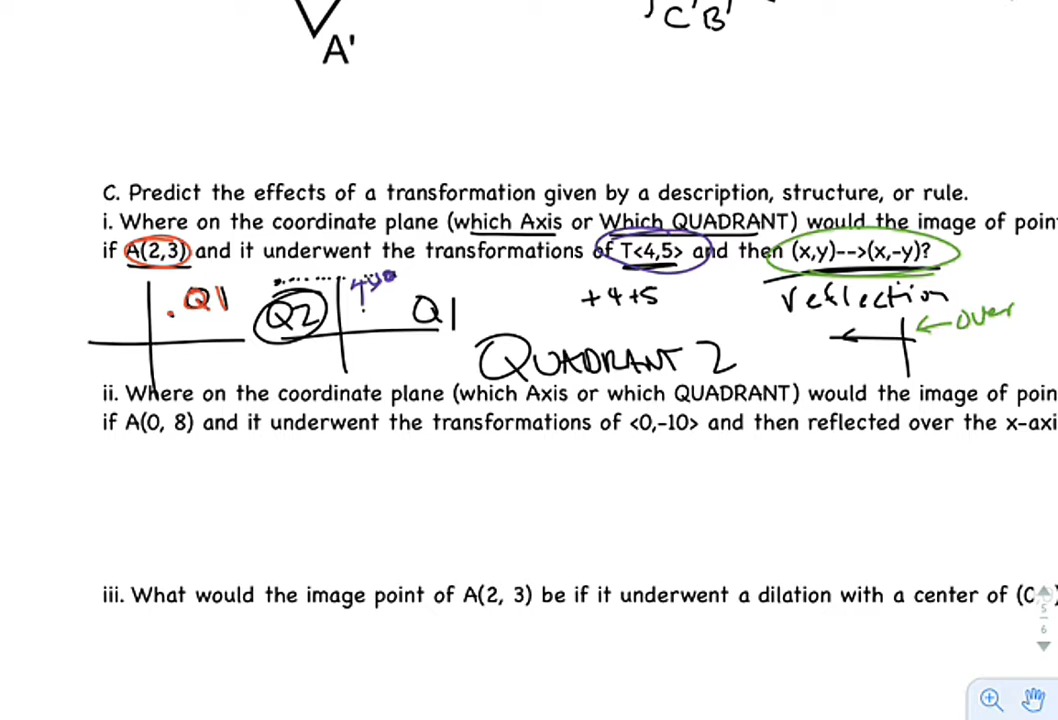 C'B'
A'
C. Predict the effects of a transformation given by a description, structure, or rule.
i. Where on the coordinate plane (which Axis or Which QUADRANT) would the image of poin
if A(2,3) and it underwent the transformations of T<4,5> and then (x,y)-->(x,-y)?
. Q1 Q2 Q1 +4+5 reflection
←over
QUADRANT 2
ii. Where on the coordinate plane (which Axis or which QUADRANT) would the image of poin
if A(0, 8) and it underwent the transformations of <0,-10> and then reflected over the x-axi
iii. What would the image point of A(2, 3) be if it underwent a dilation with a center of (0
5
6